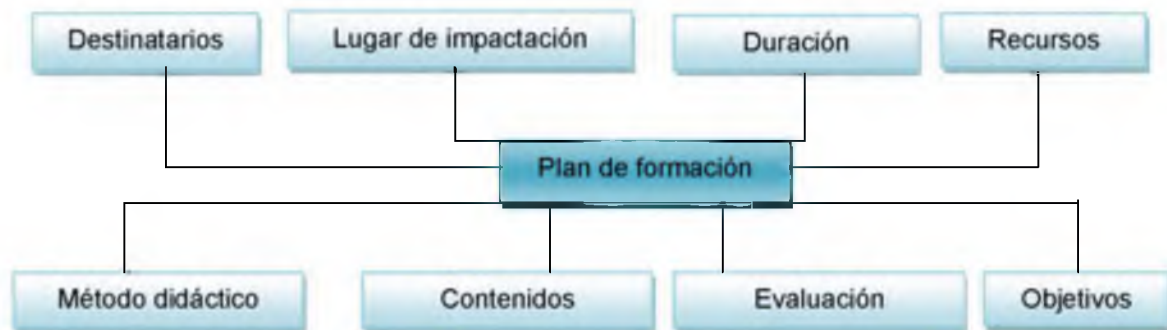 Destinatarios
Lugar de impactación
Duración
Recursos
Plan de formación
Método didáctico
Contenidos
Evaluación
Objetivos